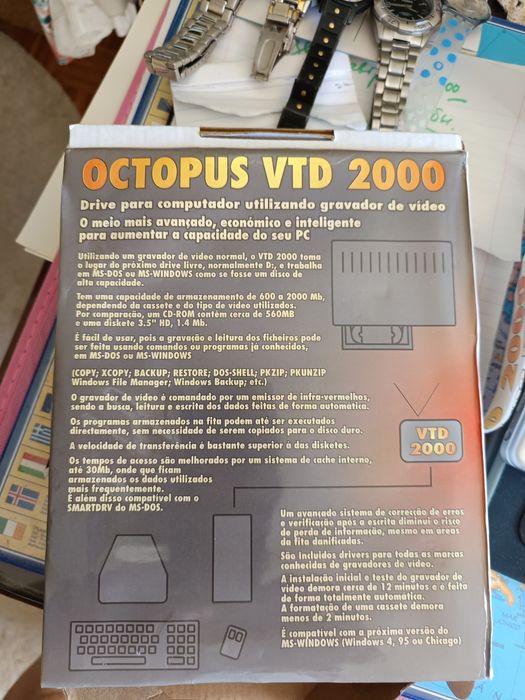 OCTOPUS VTD 2000
Drive para computador utilizando gravador de vídeo
O meio mais avançado, económico e inteligente
para aumentar a capacidade do seu PC
Utilizando um gravador de vídeo normal, o VTD 2000 toma
o lugar do próximo drive livre, normalmente D:, e trabalha
em MS-DOS ou MS-WINDOWS como se fosse um disco de
alta capacidade.
Tem uma capacidade de armazenamento de 600 a 2000 Mb,
dependendo da cassete e do tipo de vídeo utilizados.
Por comparação, um CD-ROM contém cerca de 560MB
e uma diskete 3.5" HD, 1.4 Mb.
É fácil de usar, pois a gravação e leitura dos ficheiros pode
ser feita usando comandos ou programas já conhecidos,
em MS-DOS ou MS-WINDOWS
(COPY; XCOPY; BACKUP; RESTORE; DOS-SHELL; PKZIP; PKUNZIP
Windows File Manager; Windows Backup; etc.)
O gravador de vídeo é comandado por um emissor de infra-vermelhos,
sendo a busca, leitura e escrita dos dados feitas de forma automática.
Os programas armazenados na fita podem até ser executados
directamente, sem necessidade de serem copiados para o disco duro.
A velocidade de transferência é bastante superior á das disketes.
VTD
2000
Os tempos de acesso são melhorados por um sistema de cache interno,
até 30Mb, onde que ficam
armazenados os dados utilizados
mais frequentemente.
É além disso compatível com o
SMARTDRV do MS-DOS.
Um avançado sistema de correcção de erros
e verificação após a escrita diminui o risco
de perda de informação, mesmo em áreas
da fita danificadas.
São incluidos drivers para todas as marcas
conhecidas de gravadores de vídeo.
A instalação inicial e teste do gravador de
vídeo demora cerca de 12 minutos e é feita
de forma totalmente automática.
A formatação de uma cassete demora
menos de 2 minutos.
É compatível com a próxima versão do
MS-WINDOWS (Windows 4, 95 ou Chicago)